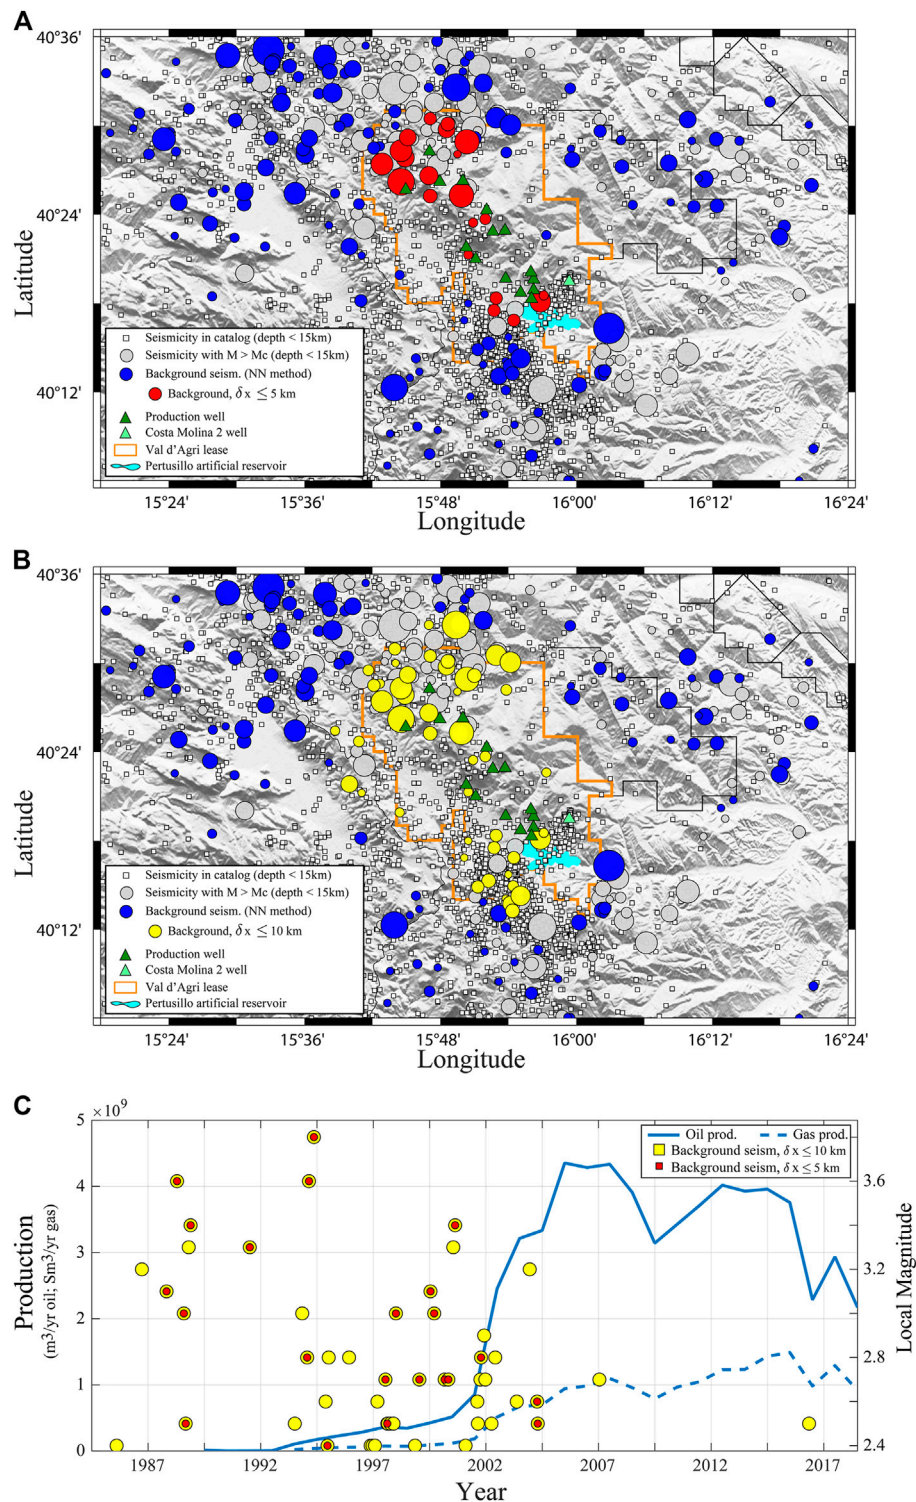 A
40°36'
40°24'
40°12'
Latitude
Seismicity in catalog (depth < 15km)
Seismicity with M > Mc (depth < 15km)
Background seism. (NN method)
Background, δ x ≤ 5 km
Production well
Costa Molina 2 well
Val d'Agri lease
Pertusillo artificial reservoir
15°24' 15°36' 15°48' 16°00' 16°12' 16°24'
Longitude
B
40°36'
40°24'
40°12'
Latitude
Seismicity in catalog (depth < 15km)
Seismicity with M > Mc (depth < 15km)
Background seism. (NN method)
Background, δ x ≤ 10 km
Production well
Costa Molina 2 well
Val d'Agri lease
Pertusillo artificial reservoir
15°24' 15°36' 15°48' 16°00' 16°12' 16°24'
Longitude
C
×10⁹
5
4
3
2
1
0
Production
(m³/yr oil; Sm³/yr gas)
Oil prod. Gas prod.
Background seism, δ x ≤ 10 km
Background seism, δ x ≤ 5 km
3.6
3.2
2.8
2.4
Local Magnitude
1987 1992 1997 2002 2007 2012 2017
Year